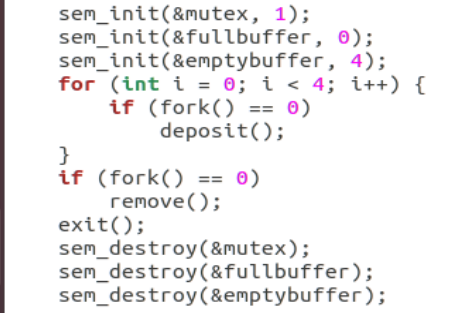 sem_init(&mutex, 1);
sem_init(&fullbuffer, 0);
sem_init(&emptybuffer, 4);
for (int i = 0; i < 4; i++) {
    if (fork() == 0)
        deposit();
}
if (fork() == 0)
    remove();
exit();
sem_destroy(&mutex);
sem_destroy(&fullbuffer);
sem_destroy(&emptybuffer);